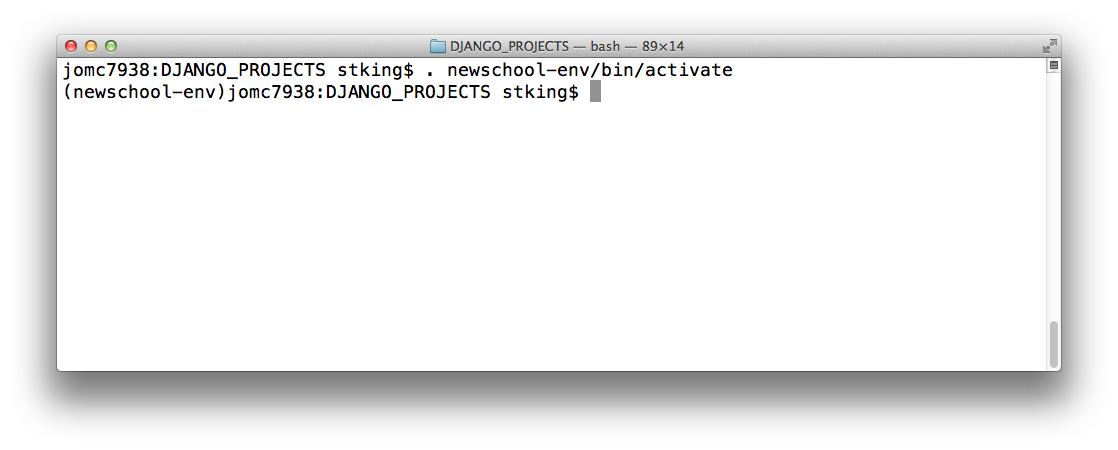 DJANGO_PROJECTS — bash — 89×14
jomc7938:DJANGO_PROJECTS stking$ . newschool-env/bin/activate
(newschool-env)jomc7938:DJANGO_PROJECTS stking$